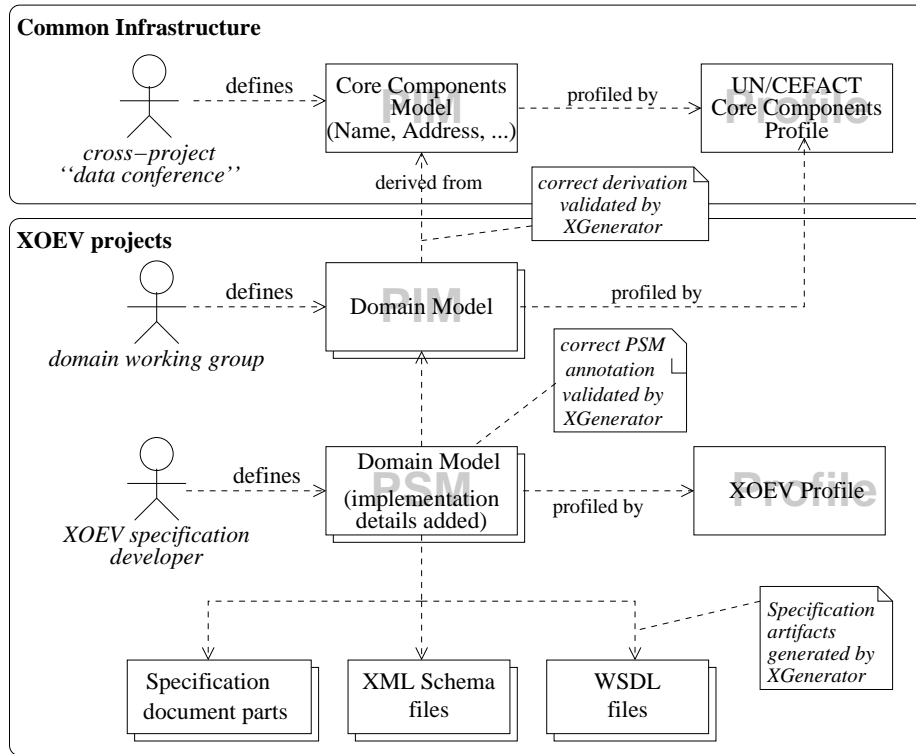 Common Infrastructure
defines
PIM
Core Components
Model
(Name, Address, ...)
profiled by
Profile
UN/CEFACT
Core Components
Profile
cross−project
‘‘data conference’’
derived from
correct derivation
validated by
XGenerator
XOEV projects
defines
PIM
Domain Model
profiled by
domain working group
correct PSM
annotation
validated by
XGenerator
defines
PSM
Domain Model
(implementation
details added)
profiled by
Profile
XOEV Profile
XOEV specification
developer
Specification
artifacts
generated by
XGenerator
Specification
document parts
XML Schema
files
WSDL
files